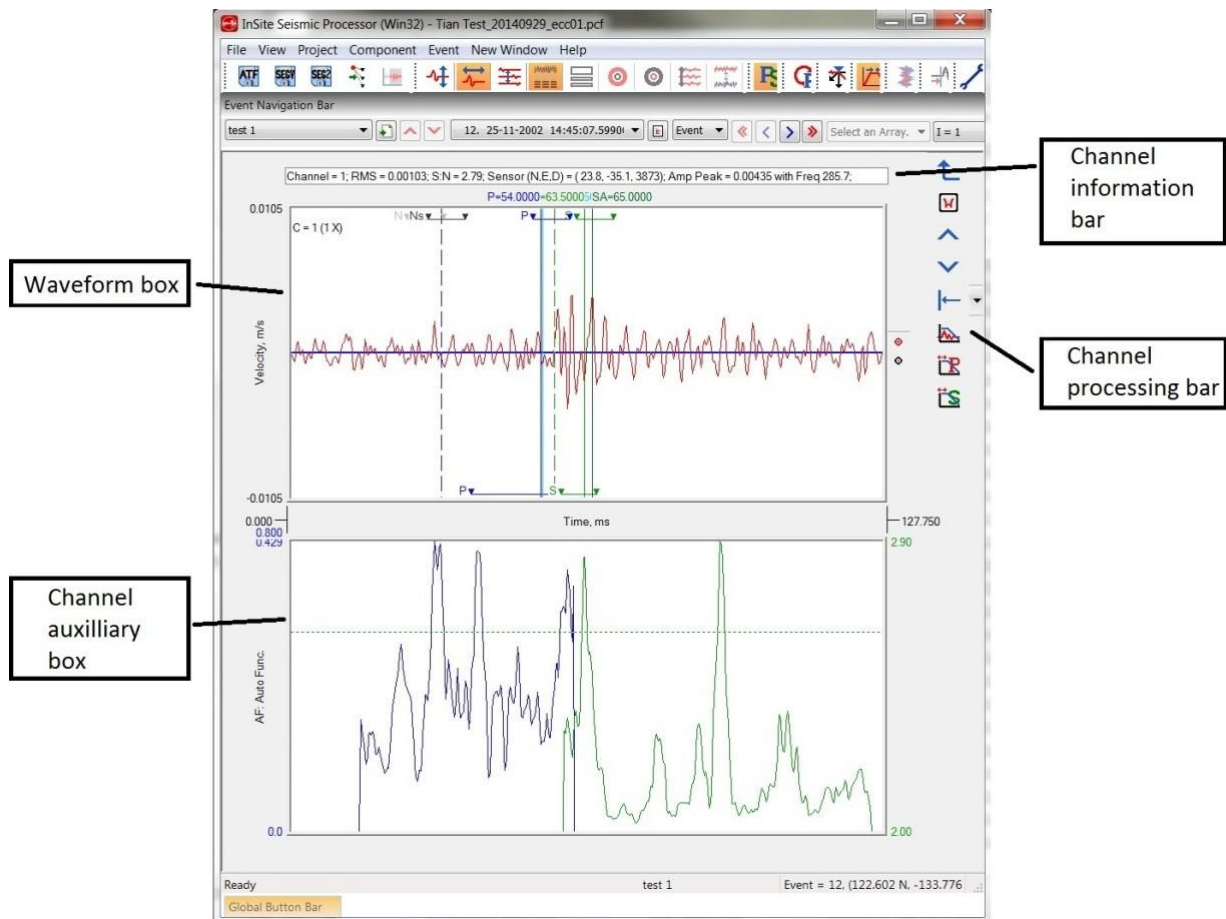 InSite Seismic Processor (Win32) - Tian Test_20140929_ecc01.pcf
File View Project Component Event New Window Help
ATF SEGY SEG2
Event Navigation Bar
test 1 12. 25-11-2002 14:45:07.5990 Event Select an Array. I = 1
Channel = 1; RMS = 0.00103; S:N = 2.79; Sensor (N,E,D) = ( 23.8, -35.1, 3873); Amp Peak = 0.00435 with Freq 285.7;
Channel
information
bar
P=54.0000=63.5000 SA=65.0000
0.0105
N Ns P S
C = 1 (1 X)
Waveform box
Velocity, m/s
Channel
processing bar
R
S
P S
-0.0105
0.000 Time, ms 127.750
0.800
0.429 2.90
Channel
auxilliary
box
AF: Auto Func.
0.0 2.00
Ready test 1 Event = 12, (122.602 N, -133.776
Global Button Bar